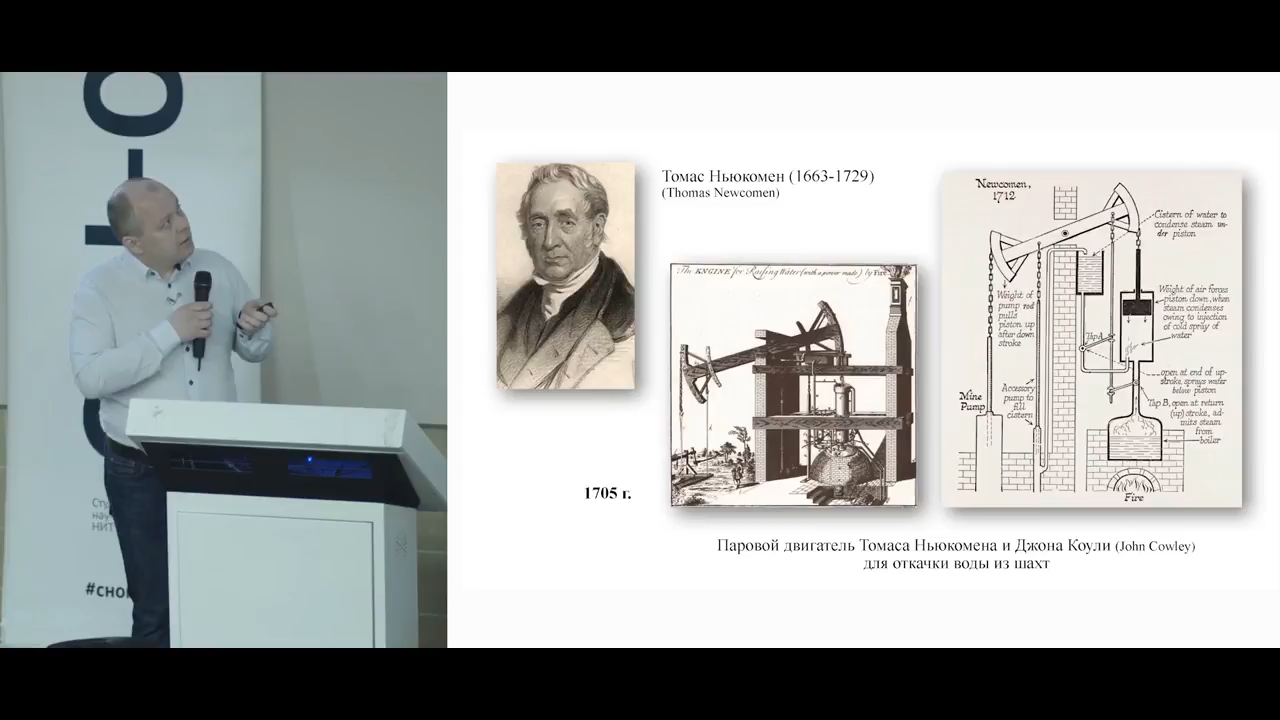 Томас Ньюкомен (1663-1729)
(Thomas Newcomen)
The ENGINE for Raising Water (with a power made) by Fire
1705 г.
Newcomen,
1712
Cistern of water to
condense steam un-
der piston
Weight of
pump rod
pulls
piston up
after down
stroke
Weight of air forces
piston down, when
steam condenses
owing to injection
of cold spray of
water
Tap A
open at end of up-
stroke, sprays water
below piston
Accessory
pump to
fill
cistern
Mine
Pump
Tap B, open at return
(up) stroke, ad-
mits steam
from
boiler
Fire
Паровой двигатель Томаса Ньюкомена и Джона Коули (John Cowley)
для откачки воды из шахт
Сту
нау
НИТ
#сно